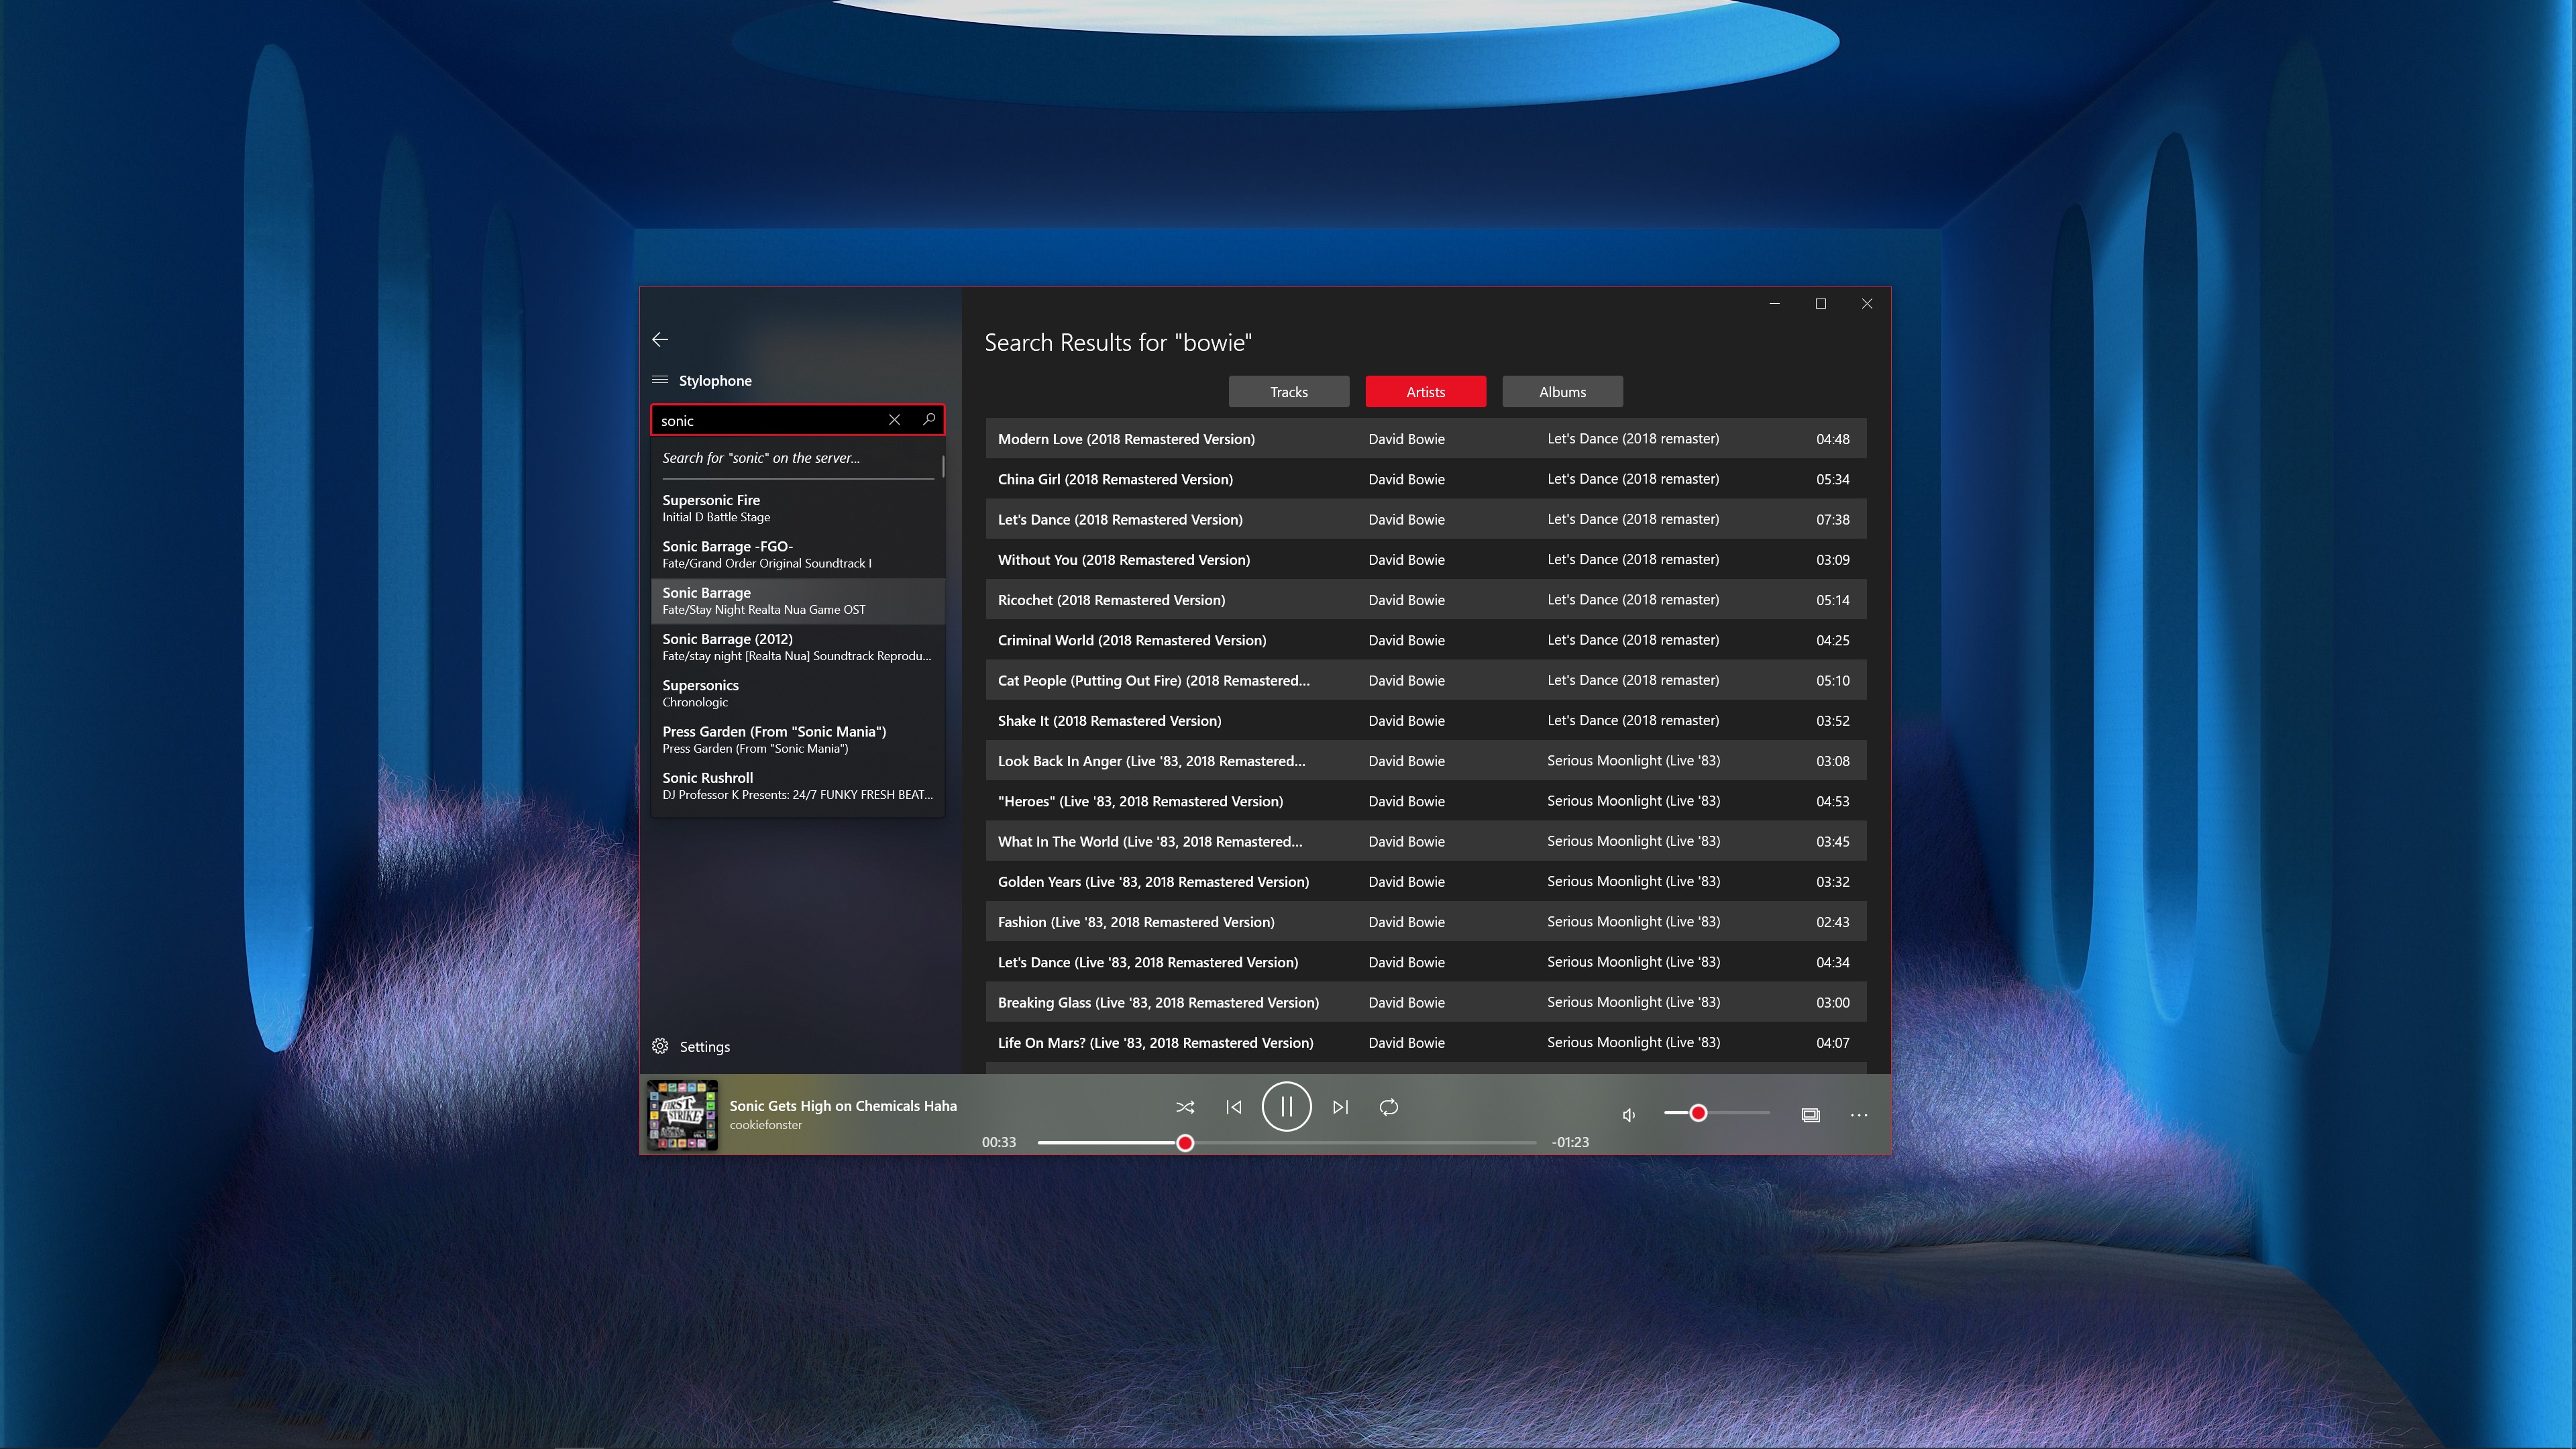 Stylophone
sonic
Search for "sonic" on the server...
Supersonic Fire
Initial D Battle Stage
Sonic Barrage -FGO-
Fate/Grand Order Original Soundtrack I
Sonic Barrage
Fate/Stay Night Realta Nua Game OST
Sonic Barrage (2012)
Fate/stay night [Realta Nua] Soundtrack Reprodu...
Supersonics
Chronologic
Press Garden (From "Sonic Mania")
Press Garden (From "Sonic Mania")
Sonic Rushroll
DJ Professor K Presents: 24/7 FUNKY FRESH BEAT...
Settings
Search Results for "bowie"
Tracks Artists Albums
Modern Love (2018 Remastered Version) David Bowie Let's Dance (2018 remaster) 04:48
China Girl (2018 Remastered Version) David Bowie Let's Dance (2018 remaster) 05:34
Let's Dance (2018 Remastered Version) David Bowie Let's Dance (2018 remaster) 07:38
Without You (2018 Remastered Version) David Bowie Let's Dance (2018 remaster) 03:09
Ricochet (2018 Remastered Version) David Bowie Let's Dance (2018 remaster) 05:14
Criminal World (2018 Remastered Version) David Bowie Let's Dance (2018 remaster) 04:25
Cat People (Putting Out Fire) (2018 Remastered... David Bowie Let's Dance (2018 remaster) 05:10
Shake It (2018 Remastered Version) David Bowie Let's Dance (2018 remaster) 03:52
Look Back In Anger (Live '83, 2018 Remastered... David Bowie Serious Moonlight (Live '83) 03:08
"Heroes" (Live '83, 2018 Remastered Version) David Bowie Serious Moonlight (Live '83) 04:53
What In The World (Live '83, 2018 Remastered... David Bowie Serious Moonlight (Live '83) 03:45
Golden Years (Live '83, 2018 Remastered Version) David Bowie Serious Moonlight (Live '83) 03:32
Fashion (Live '83, 2018 Remastered Version) David Bowie Serious Moonlight (Live '83) 02:43
Let's Dance (Live '83, 2018 Remastered Version) David Bowie Serious Moonlight (Live '83) 04:34
Breaking Glass (Live '83, 2018 Remastered Version) David Bowie Serious Moonlight (Live '83) 03:00
Life On Mars? (Live '83, 2018 Remastered Version) David Bowie Serious Moonlight (Live '83) 04:07
FIRST
STRIKE
Sonic Gets High on Chemicals Haha
cookiefonster
00:33 -01:23